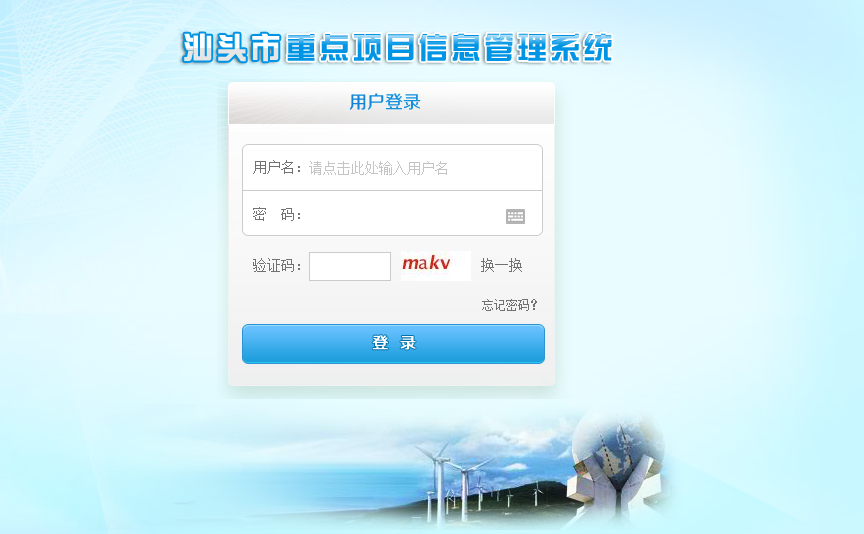 汕头市重点项目信息管理系统
用户登录
用户名：请点击此处输入用户名
密 码：
验证码： makv 换一换
忘记密码?
登 录